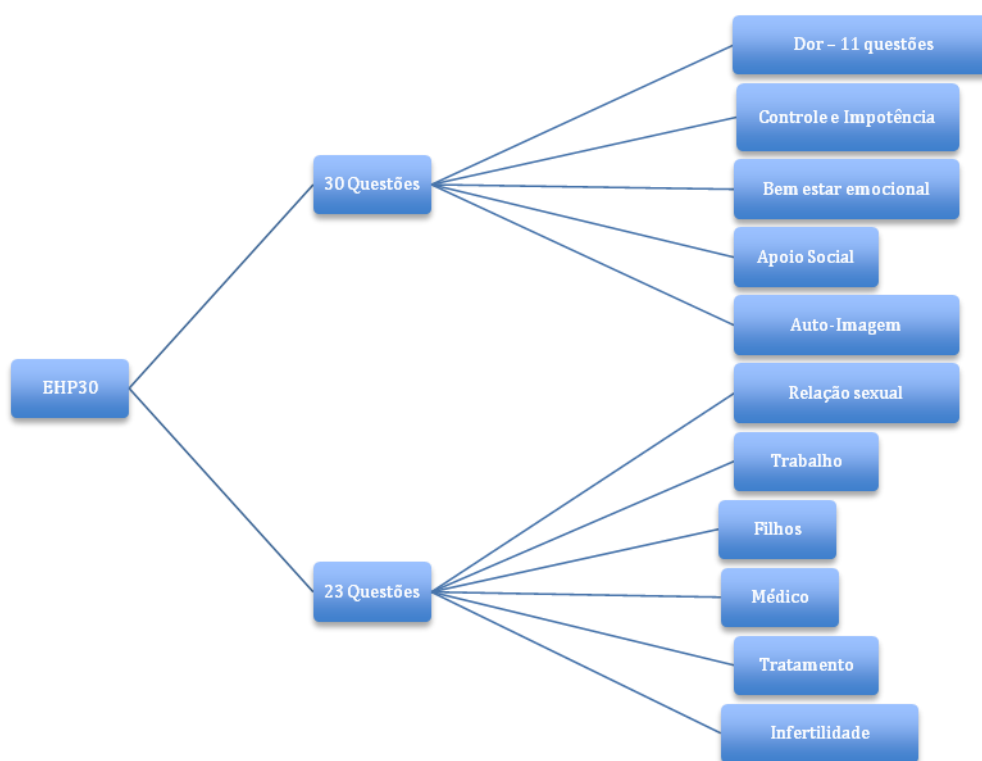 EHP30
30 Questões
Dor – 11 questões
Controle e Impotência
Bem estar emocional
Apoio Social
Auto-Imagem
23 Questões
Relação sexual
Trabalho
Filhos
Médico
Tratamento
Infertilidade